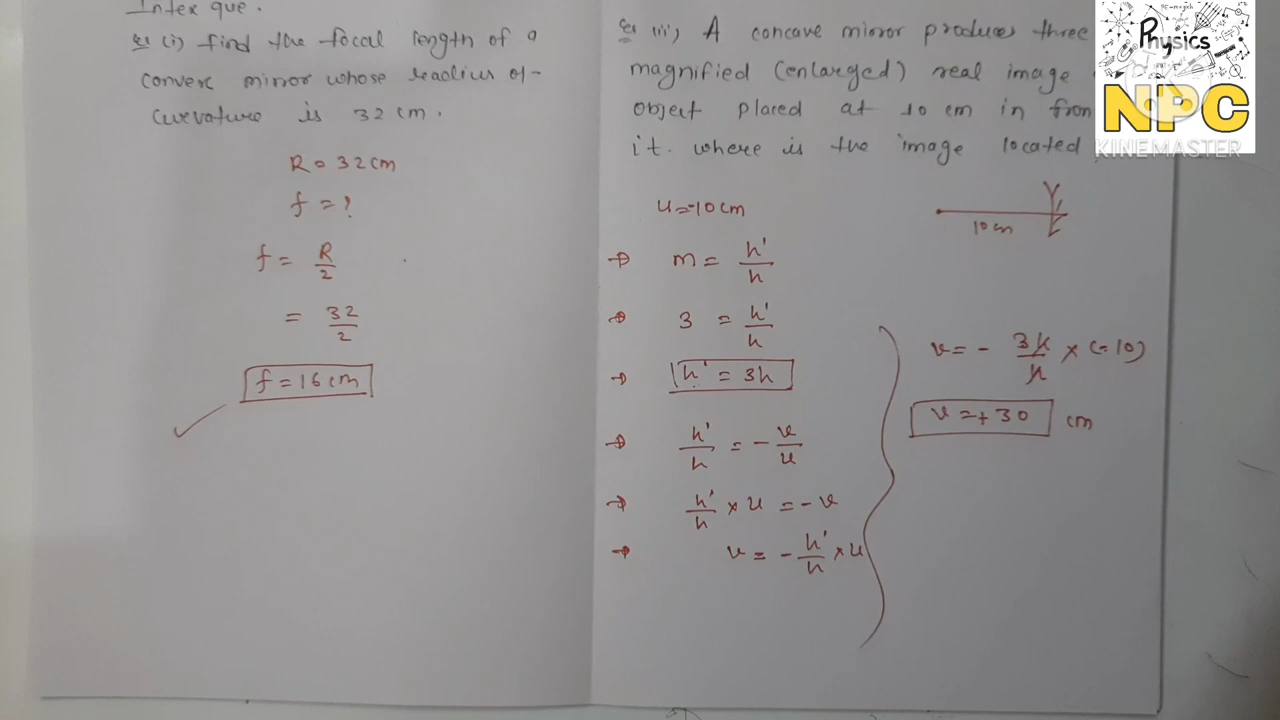 Intex que.
Q (i) find the focal length of a
convex mirror whose readius of-
curvature is 32 cm.
R = 32 cm
f = ?
f = R/2
= 32/2
f = 16 cm
Q (ii) A concave mirror produces three
magnified (enlarged) real image
object placed at 10 cm in fron
it. where is the image located
u = -10 cm
10 cm
→ m = h'/h
→ 3 = h'/h
→ h' = 3h
→ h'/h = - v/u
→ h'/h × u = - v
→ v = - h'/h × u
v = - 3h/h × (-10)
v = + 30 cm
Physics
NPC
KINEMASTER